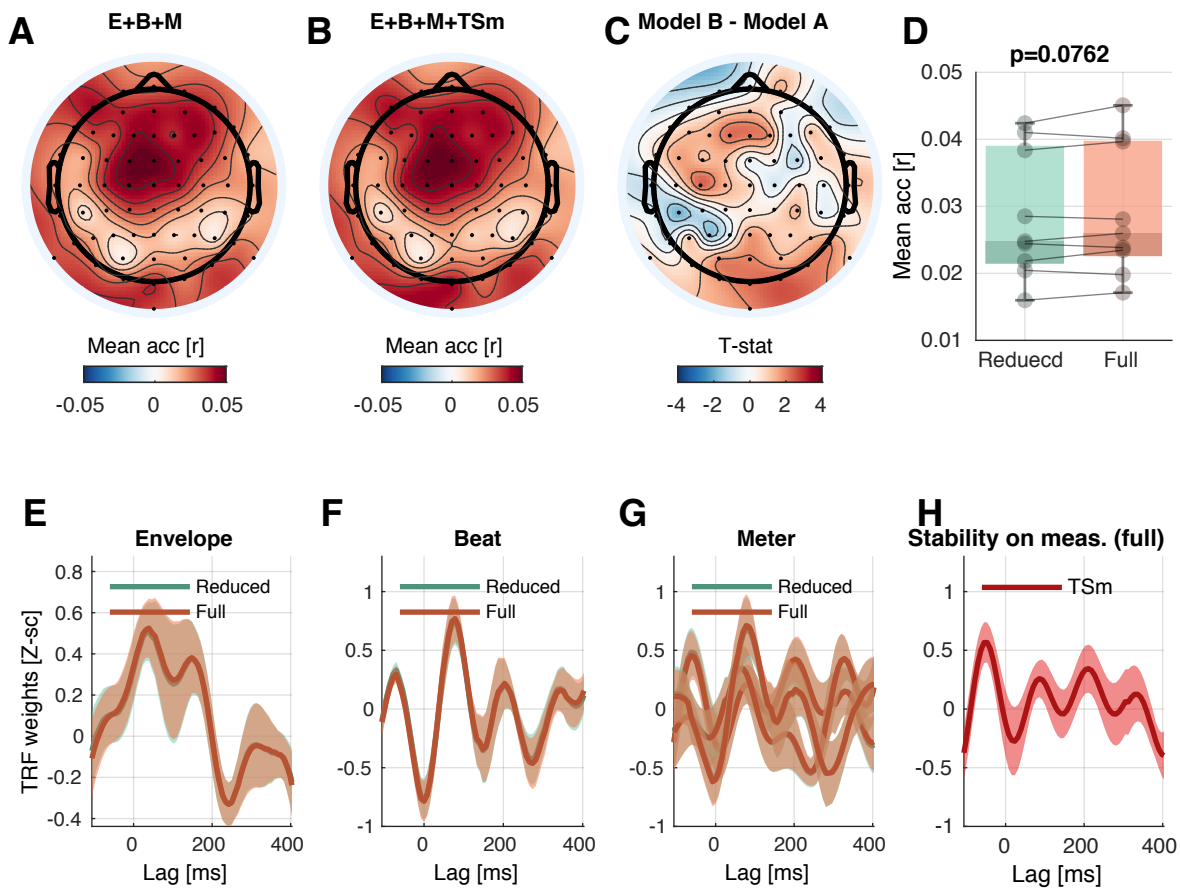 A
E+B+M
B
E+B+M+TSm
C
Model B - Model A
D
p=0.0762
Mean acc [r]
-0.05
0
0.05
Mean acc [r]
-0.05
0
0.05
T-stat
-4
-2
0
2
4
Mean acc [r]
0.05
0.04
0.03
0.02
0.01
Reduecd
Full
E
Envelope
Reduced
Full
TRF weights [Z-sc]
0.8
0.6
0.4
0.2
0
-0.2
-0.4
0
200
400
Lag [ms]
F
Beat
Reduced
Full
1
0.5
0
-0.5
-1
0
200
400
Lag [ms]
G
Meter
Reduced
Full
1
0.5
0
-0.5
-1
0
200
400
Lag [ms]
H
Stability on meas. (full)
TSm
1
0.5
0
-0.5
-1
0
200
400
Lag [ms]